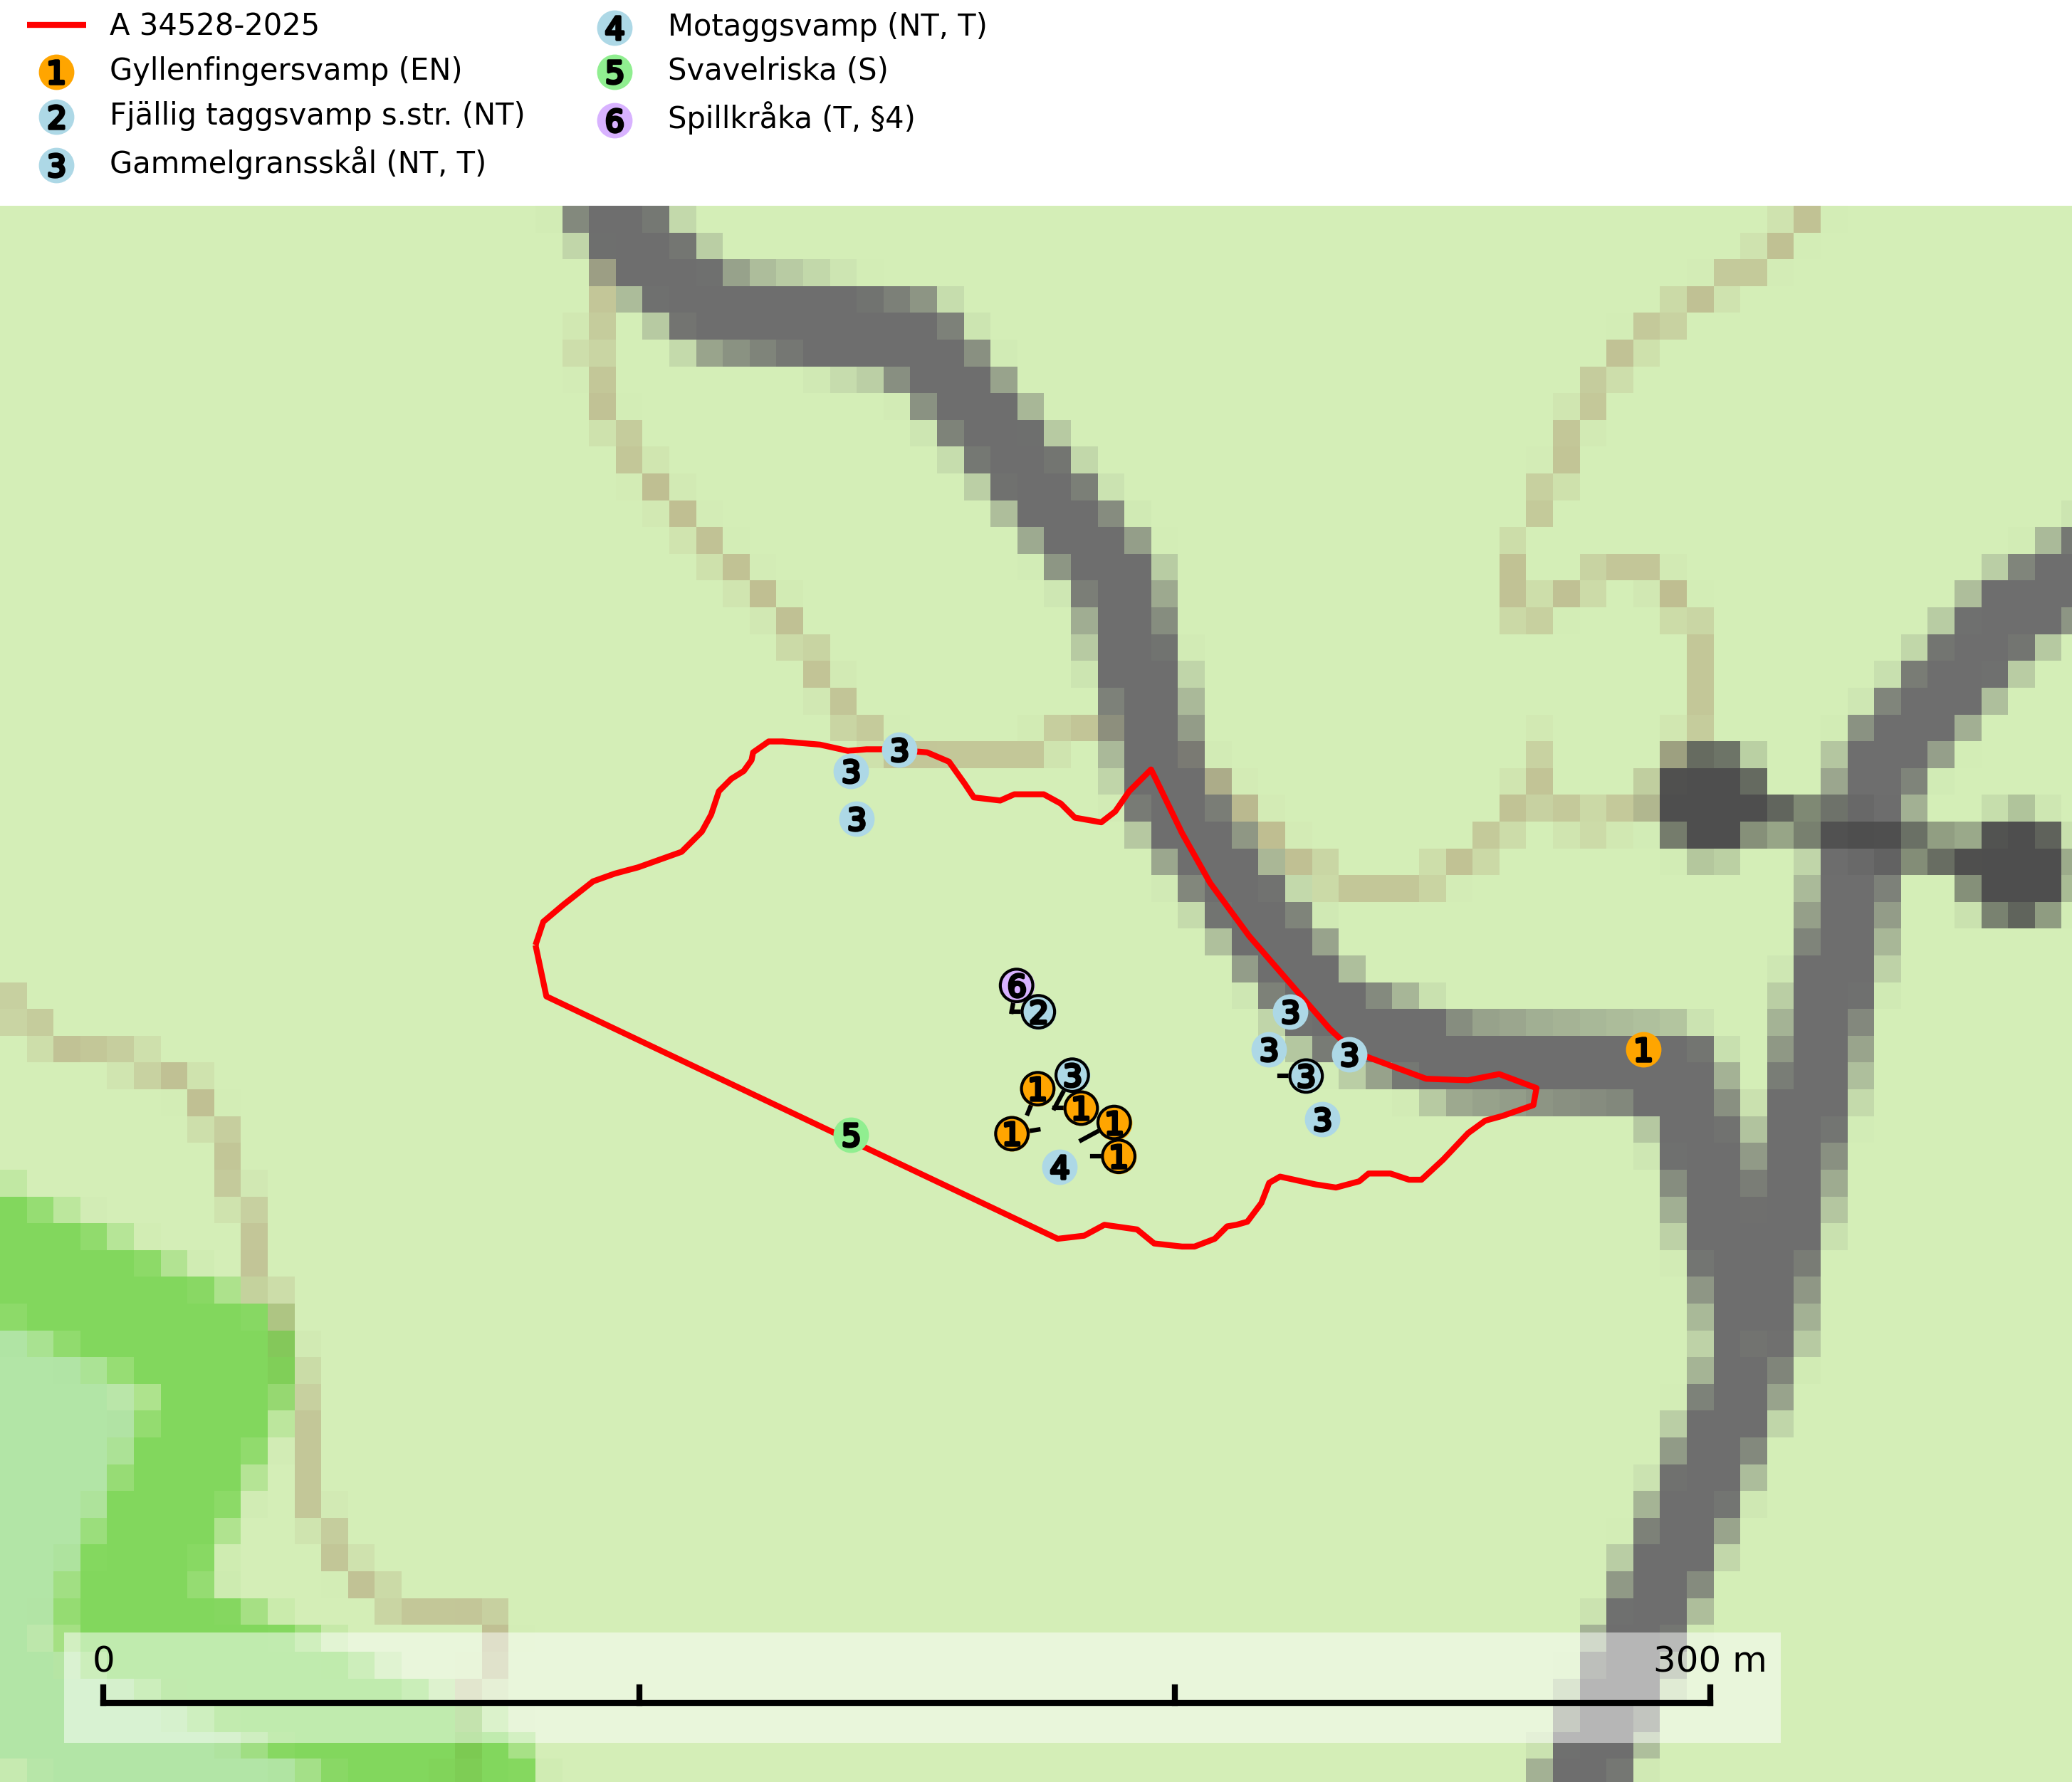 A 34528-2025
1 Gyllenfingersvamp (EN)
2 Fjällig taggsvamp s.str. (NT)
3 Gammelgransskål (NT, T)
4 Motaggsvamp (NT, T)
5 Svavelriska (S)
6 Spillkråka (T, §4)
3
3
3
6
2
3
3
1
3
3
3
1
3
1
1
3
1
5
1
4
0
300 m